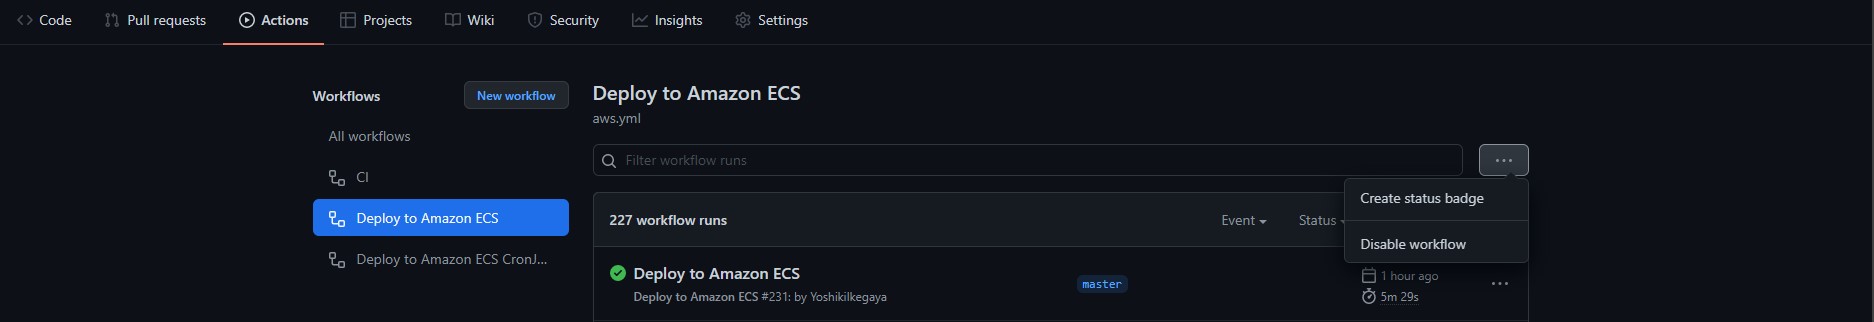 Code Pull requests Actions Projects Wiki Security Insights Settings
Workflows
New workflow
All workflows
CI
Deploy to Amazon ECS
Deploy to Amazon ECS CronJ...
Deploy to Amazon ECS
aws.yml
Filter workflow runs
Create status badge
Disable workflow
227 workflow runs
Event
Status
Deploy to Amazon ECS
Deploy to Amazon ECS #231: by YoshikiIkegaya
master
1 hour ago
5m 29s